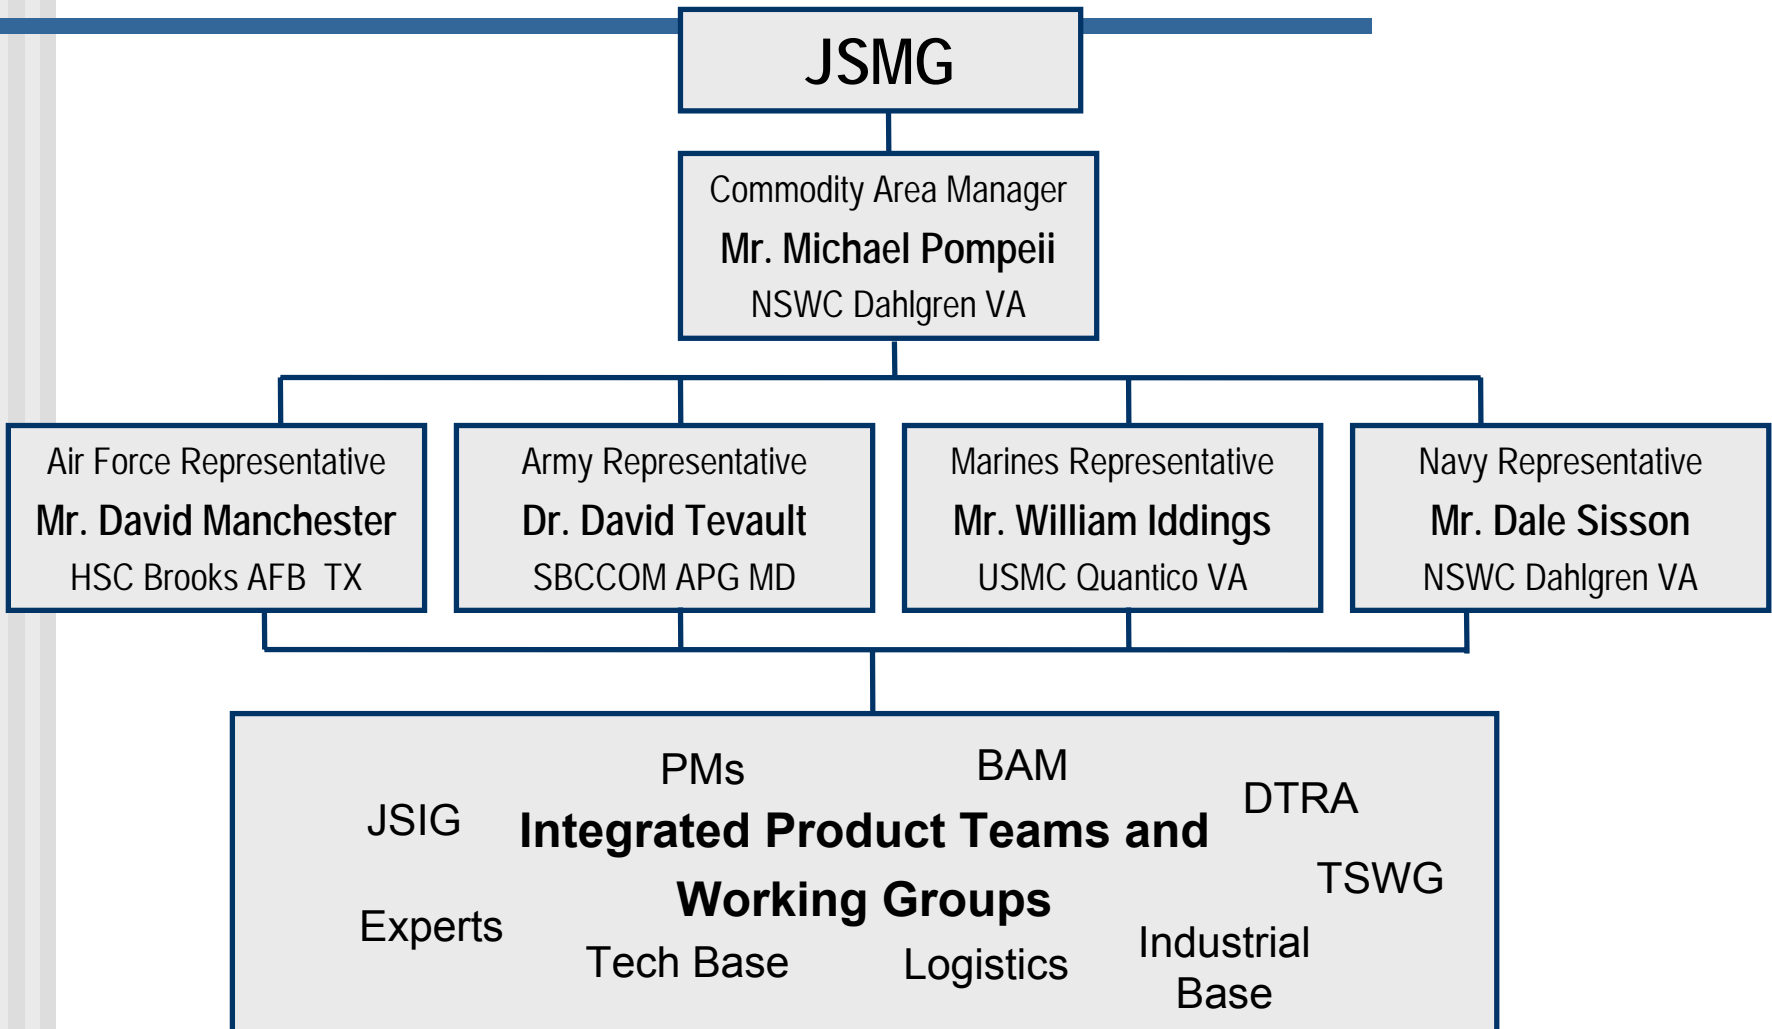 JSMG
Commodity Area Manager
Mr. Michael Pompeii
NSWC Dahlgren VA
Air Force Representative
Mr. David Manchester
HSC Brooks AFB  TX
Army Representative
Dr. David Tevault
SBCCOM APG MD
Marines Representative
Mr. William Iddings
USMC Quantico VA
Navy Representative
Mr. Dale Sisson
NSWC Dahlgren VA
PMs
BAM
DTRA
JSIG
Integrated Product Teams and
Working Groups
TSWG
Experts
Tech Base
Logistics
Industrial
Base